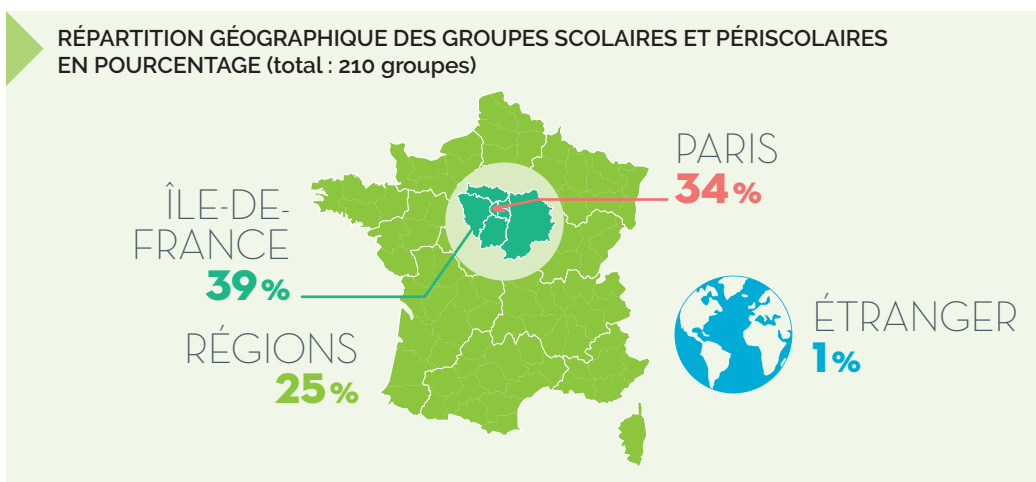 RÉPARTITION GÉOGRAPHIQUE DES GROUPES SCOLAIRES ET PÉRISCOLAIRES
EN POURCENTAGE (total : 210 groupes)
PARIS
34%
ÎLE-DE-
FRANCE
39%
RÉGIONS
25%
ÉTRANGER
1%